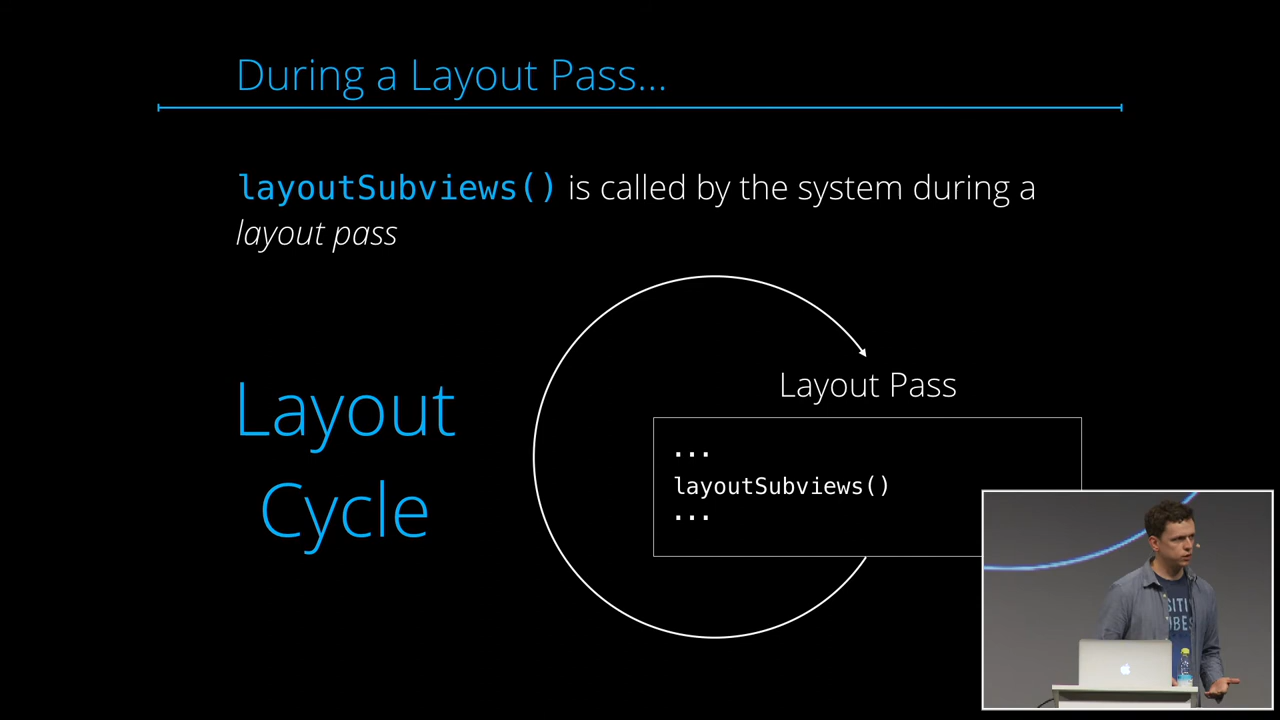 During a Layout Pass...
layoutSubviews() is called by the system during a
layout pass
Layout
Cycle
Layout Pass
...
layoutSubviews()
...